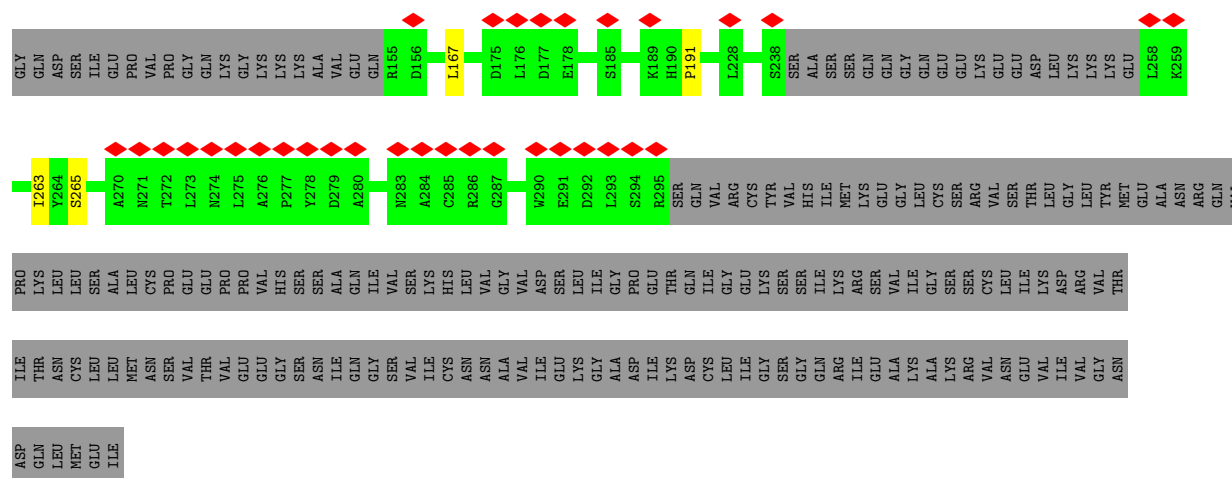 GLY GLN ASP SER ILE GLU PRO VAL PRO GLY GLN LYS GLY LYS LYS LYS ALA VAL GLU GLN R155 D156 L167 D175 L176 D177 E178 S185 K189 H190 P191 L228 S238 SER ALA SER SER GLN GLN GLY GLN GLU GLU LYS GLU GLU ASP LEU LYS LYS LYS GLU L258 K259
I263 Y264 S265 A270 N271 T272 L273 N274 L275 A276 P277 Y278 D279 A280 N283 A284 C285 R286 G287 W290 E291 D292 L293 S294 R295 SER GLN VAL ARG CYS TYR VAL HIS ILE MET LYS GLU GLY LEU CYS SER ARG VAL SER THR LEU GLY LEU TYR MET GLU ALA ASN ARG GLN
PRO LYS LEU LEU SER ALA LEU CYS PRO GLU GLU PRO PRO VAL HIS SER SER ALA GLN ILE VAL SER LYS HIS LEU VAL GLY VAL ASP SER LEU ILE GLY PRO GLU THR GLN ILE GLY GLU LYS SER SER ILE LYS ARG SER VAL ILE GLY SER SER CYS LEU ILE LYS ASP ARG VAL THR
ILE THR ASN CYS LEU LEU MET ASN SER VAL THR VAL GLU GLU GLY SER ASN ILE GLN GLY SER VAL ILE CYS ASN ASN ALA VAL ILE GLU LYS GLY ALA ASP ILE LYS ASP CYS LEU ILE GLY SER GLY GLN ARG ILE GLU ALA LYS ALA LYS ARG VAL ASN GLU VAL ILE VAL GLY ASN
ASP GLN LEU MET GLU ILE